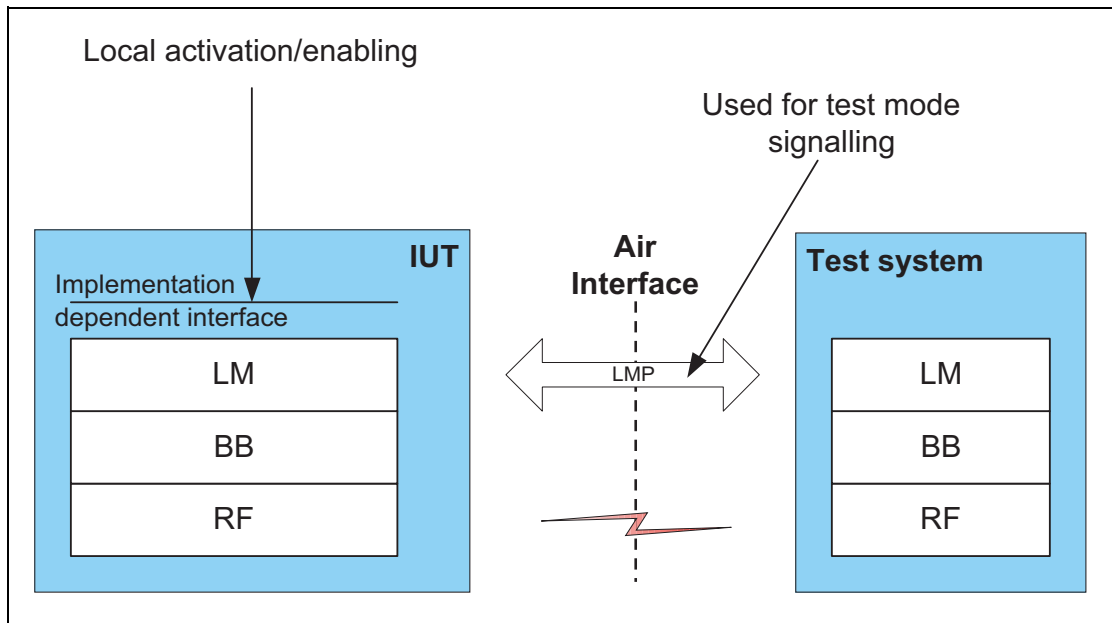 Local activation/enabling
Used for test mode
signalling
IUT
Implementation
dependent interface
LM
BB
RF
Air
Interface
LMP
Test system
LM
BB
RF